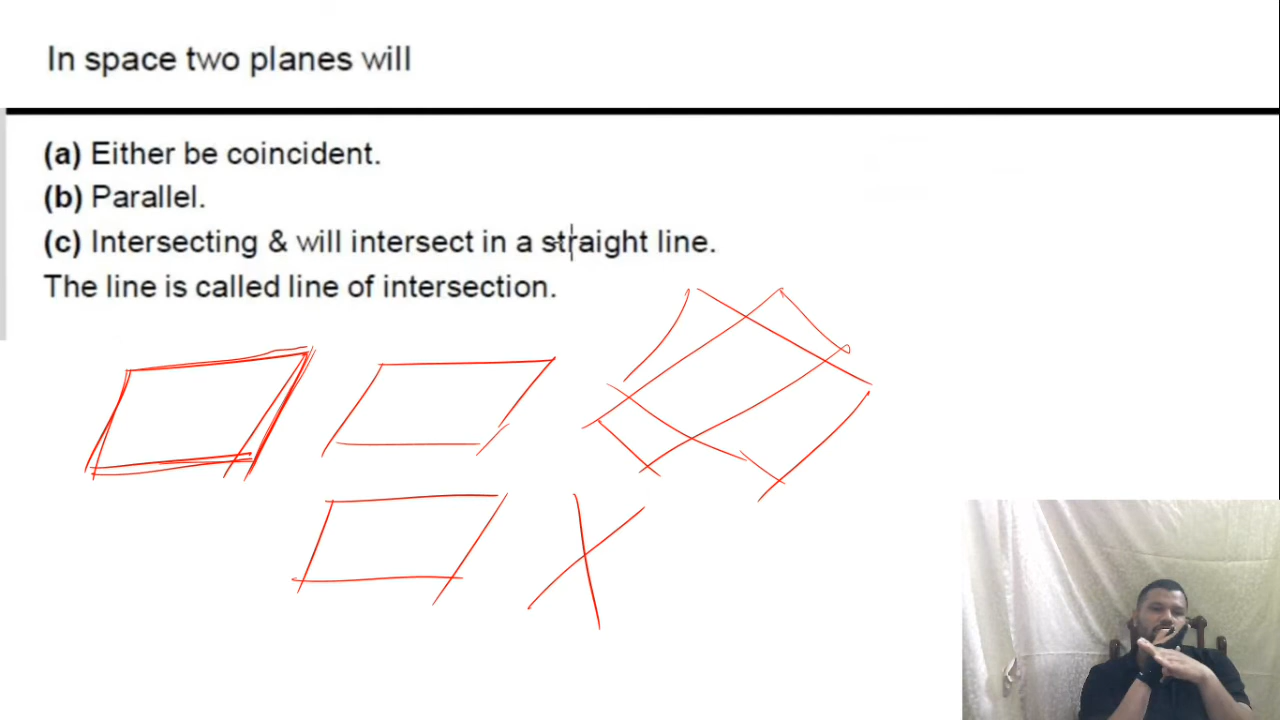 In space two planes will
(a) Either be coincident.
(b) Parallel.
(c) Intersecting & will intersect in a straight line.
The line is called line of intersection.